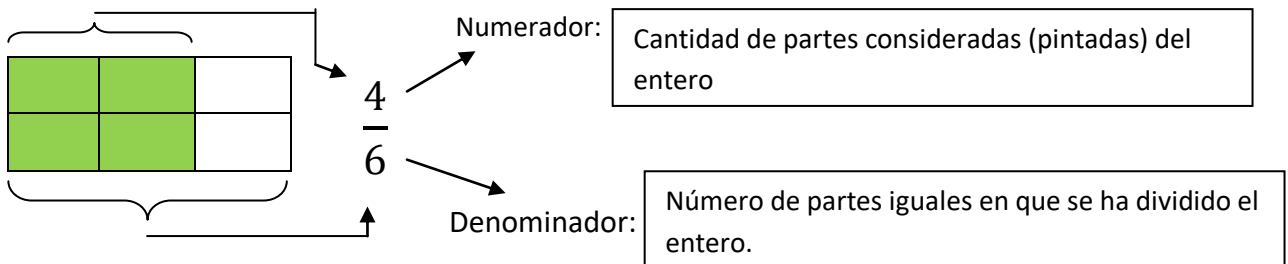 Numerador:
Cantidad de partes consideradas (pintadas) del
entero
4
6
Denominador:
Número de partes iguales en que se ha dividido el
entero.